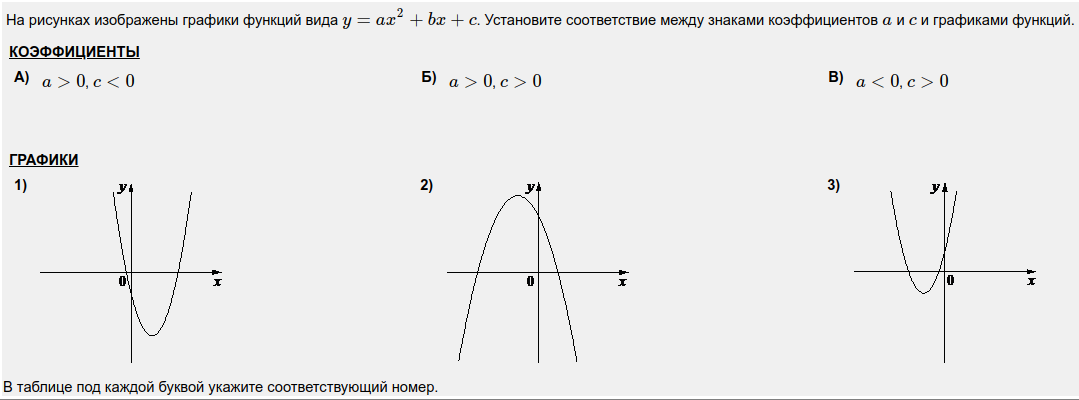 На рисунках изображены графики функций вида y = ax² + bx + c. Установите соответствие между знаками коэффициентов a и c и графиками функций.
КОЭФФИЦИЕНТЫ
А) a > 0, c < 0 Б) a > 0, c > 0 В) a < 0, c > 0
ГРАФИКИ
1) 2) 3)
y y y
0 x 0 x 0 x
В таблице под каждой буквой укажите соответствующий номер.